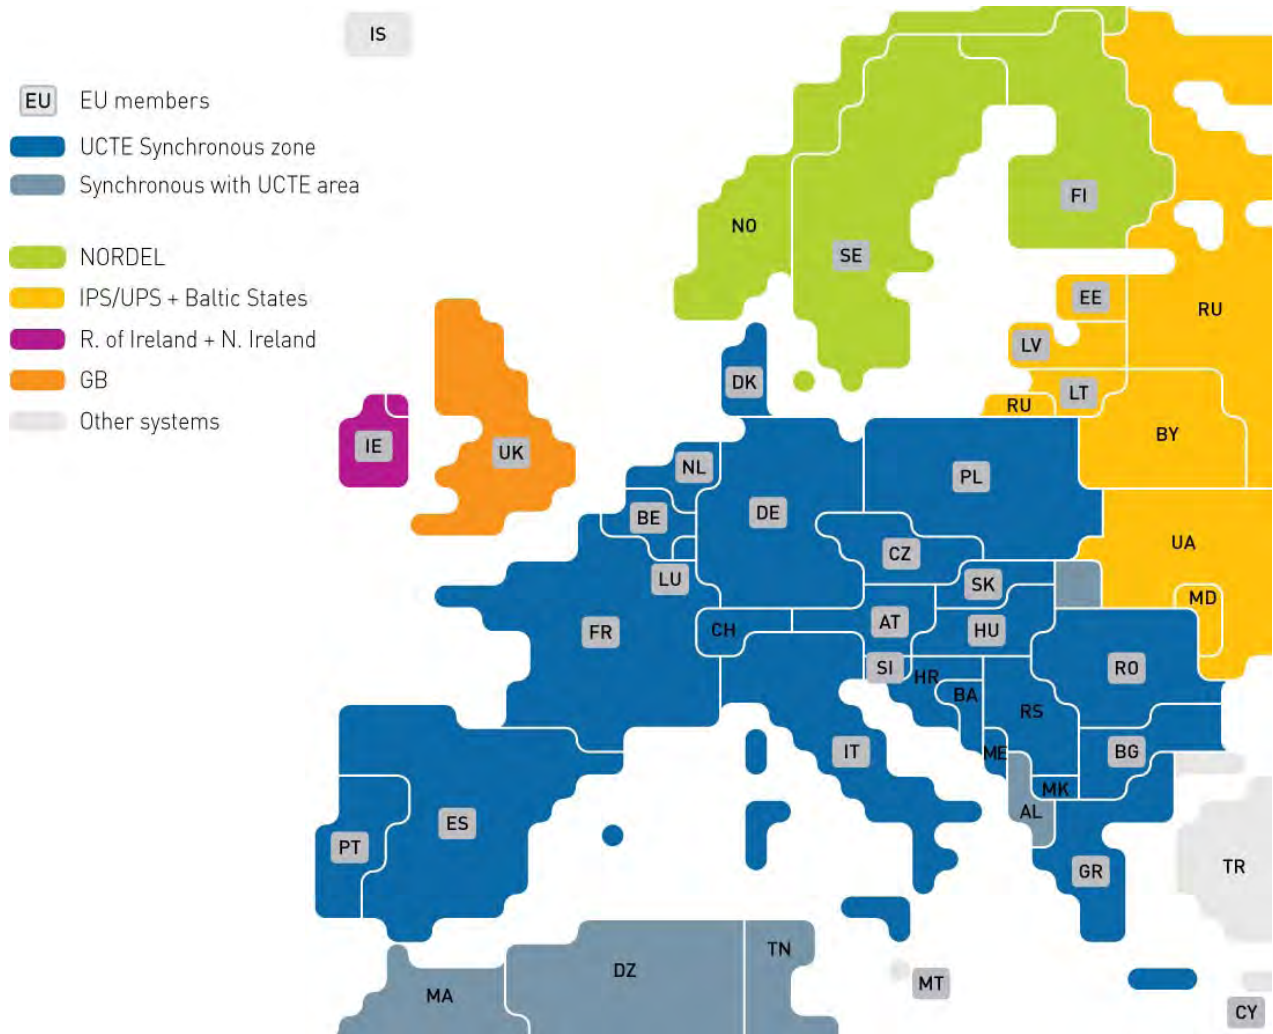 IS
EU EU members
UCTE Synchronous zone
Synchronous with UCTE area
NORDEL
IPS/UPS + Baltic States
R. of Ireland + N. Ireland
GB
Other systems
NO
FI
SE
EE
RU
LV
DK
LT
RU
BY
IE
UK
NL
PL
BE
DE
UA
CZ
LU
SK
MD
FR
CH
AT
HU
SI
HR
RO
BA
RS
IT
ME
BG
MK
AL
ES
PT
GR
TR
TN
DZ
MA
MT
CY